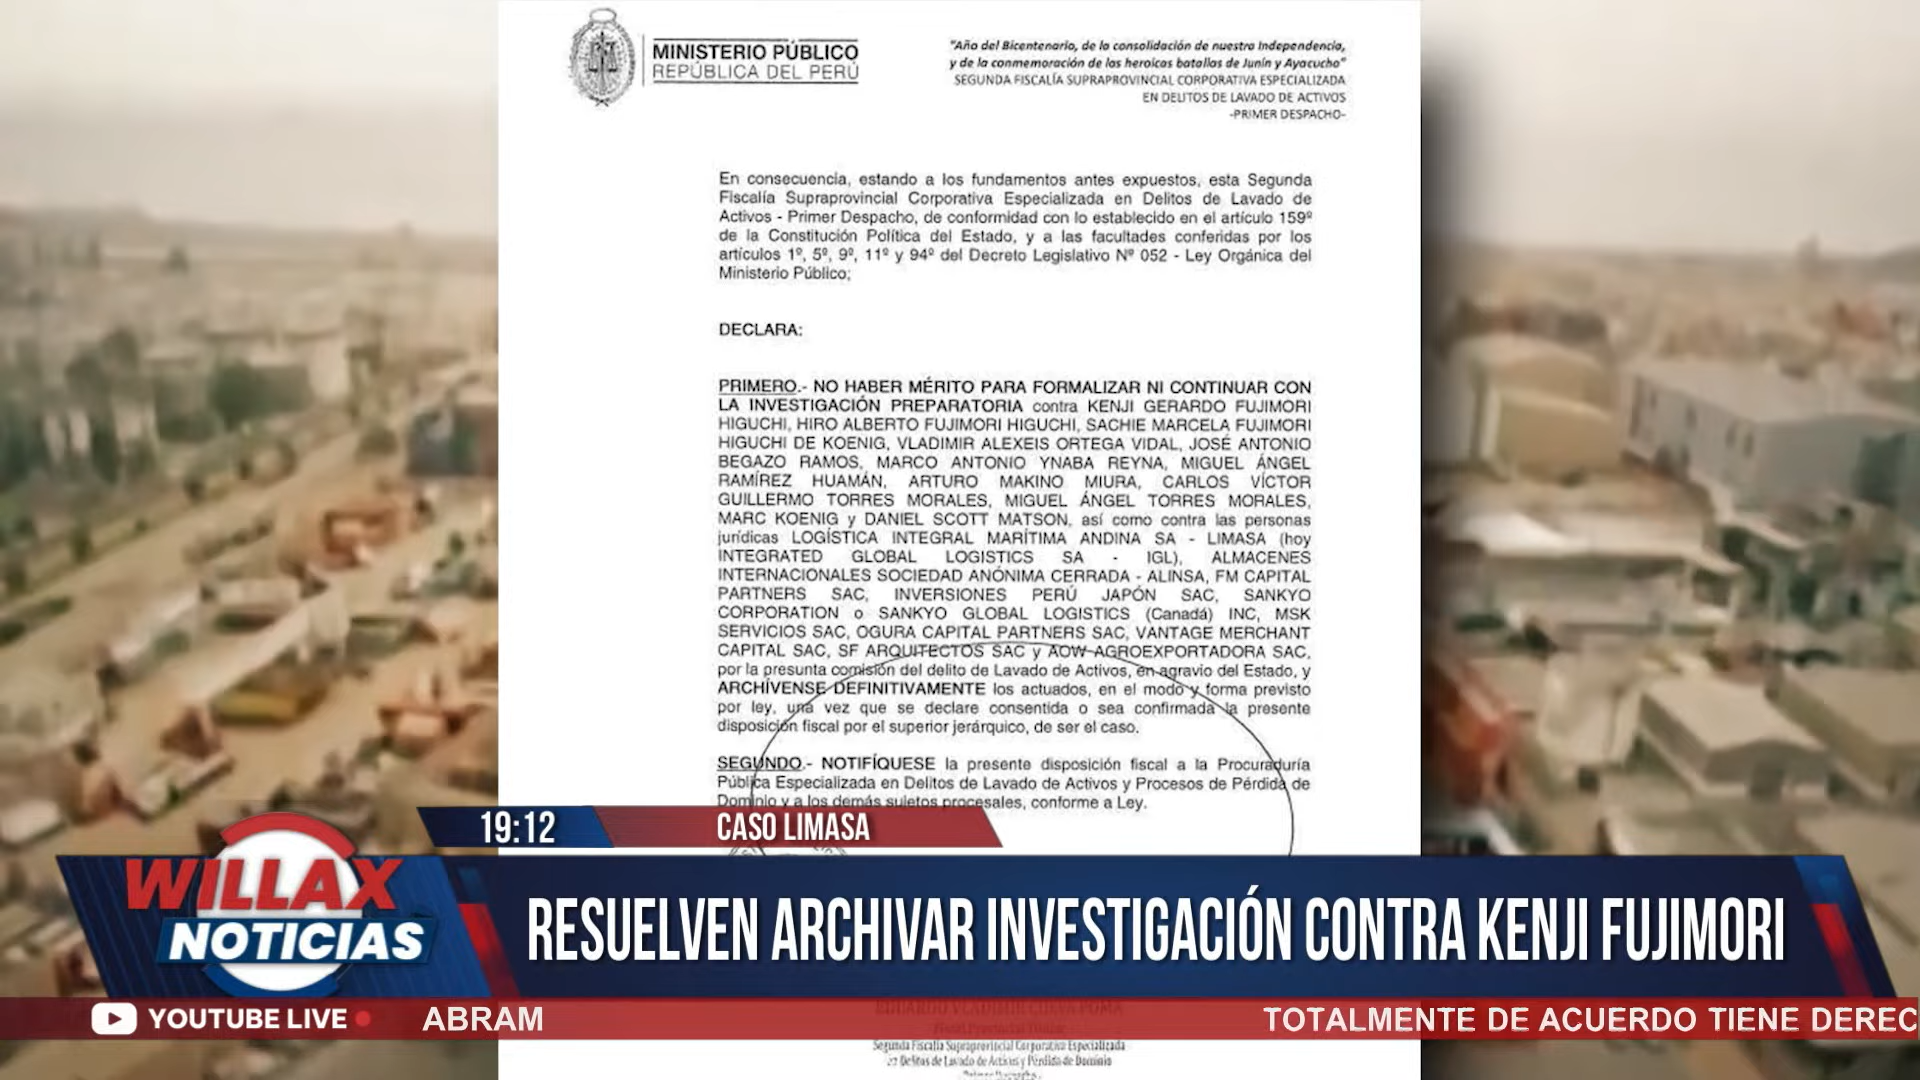 MINISTERIO PÚBLICO
REPÚBLICA DEL PERÚ
"Año del Bicentenario, de la consolidación de nuestra Independencia,
y de la conmemoración de las heroicas batallas de Junín y Ayacucho"
SEGUNDA FISCALÍA SUPRAPROVINCIAL CORPORATIVA ESPECIALIZADA
EN DELITOS DE LAVADO DE ACTIVOS
-PRIMER DESPACHO-
En consecuencia, estando a los fundamentos antes expuestos, esta Segunda
Fiscalía Supraprovincial Corporativa Especializada en Delitos de Lavado de
Activos - Primer Despacho, de conformidad con lo establecido en el artículo 159º
de la Constitución Política del Estado, y a las facultades conferidas por los
artículos 1º, 5º, 9º, 11º y 94º del Decreto Legislativo Nº 052 - Ley Orgánica del
Ministerio Público;
DECLARA:
PRIMERO.- NO HABER MÉRITO PARA FORMALIZAR NI CONTINUAR CON
LA INVESTIGACIÓN PREPARATORIA contra KENJI GERARDO FUJIMORI
HIGUCHI, HIRO ALBERTO FUJIMORI HIGUCHI, SACHIE MARCELA FUJIMORI
HIGUCHI DE KOENIG, VLADIMIR ALEXEIS ORTEGA VIDAL, JOSÉ ANTONIO
BEGAZO RAMOS, MARCO ANTONIO YNABA REYNA, MIGUEL ÁNGEL
RAMÍREZ HUAMÁN, ARTURO MAKINO MIURA, CARLOS VÍCTOR
GUILLERMO TORRES MORALES, MIGUEL ÁNGEL TORRES MORALES,
MARC KOENIG y DANIEL SCOTT MATSON, así como contra las personas
jurídicas LOGÍSTICA INTEGRAL MARÍTIMA ANDINA SA - LIMASA (hoy
INTEGRATED GLOBAL LOGISTICS SA - IGL), ALMACENES
INTERNACIONALES SOCIEDAD ANÓNIMA CERRADA - ALINSA, FM CAPITAL
PARTNERS SAC, INVERSIONES PERÚ JAPÓN SAC, SANKYO
CORPORATION o SANKYO GLOBAL LOGISTICS (Canadá) INC, MSK
SERVICIOS SAC, OGURA CAPITAL PARTNERS SAC, VANTAGE MERCHANT
CAPITAL SAC, SF ARQUITECTOS SAC y AOW AGROEXPORTADORA SAC,
por la presunta comisión del delito de Lavado de Activos, en agravio del Estado, y
ARCHÍVENSE DEFINITIVAMENTE los actuados, en el modo y forma previsto
por ley, una vez que se declare consentida o sea confirmada la presente
disposición fiscal por el superior jerárquico, de ser el caso.
SEGUNDO.- NOTIFÍQUESE la presente disposición fiscal a la Procuraduría
Pública Especializada en Delitos de Lavado de Activos y Procesos de Pérdida de
Dominio y a los demás sujetos procesales, conforme a Ley.
19:12
CASO LIMASA
WILLAX
NOTICIAS
RESUELVEN ARCHIVAR INVESTIGACIÓN CONTRA KENJI FUJIMORI
YOUTUBE LIVE
ABRAM
TOTALMENTE DE ACUERDO TIENE DEREC
Segunda Fiscalía Supraprovincial Corporativa Especializada
en Delitos de Lavado de Activos y Pérdida de Dominio